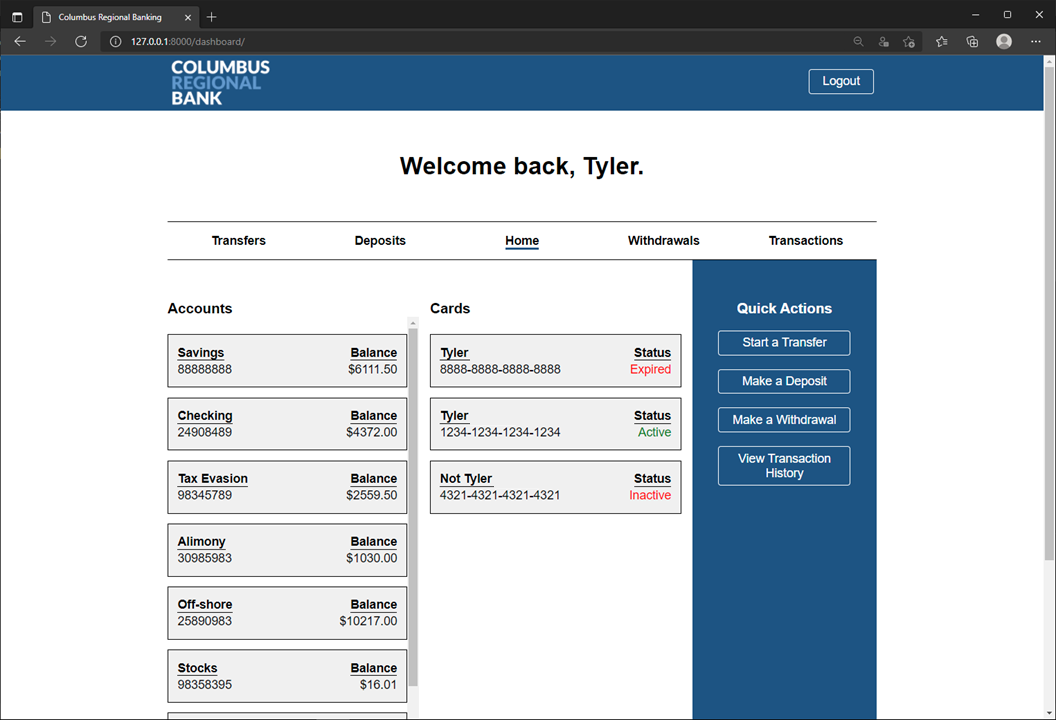 Columbus Regional Banking
127.0.0.1:8000/dashboard/
COLUMBUS
REGIONAL
BANK
Logout
Welcome back, Tyler.
Transfers
Deposits
Home
Withdrawals
Transactions
Accounts
Savings Balance
88888888 $6111.50
Checking Balance
24908489 $4372.00
Tax Evasion Balance
98345789 $2559.50
Alimony Balance
30985983 $1030.00
Off-shore Balance
25890983 $10217.00
Stocks Balance
98358395 $16.01
Cards
Tyler Status
8888-8888-8888-8888 Expired
Tyler Status
1234-1234-1234-1234 Active
Not Tyler Status
4321-4321-4321-4321 Inactive
Quick Actions
Start a Transfer
Make a Deposit
Make a Withdrawal
View Transaction
History